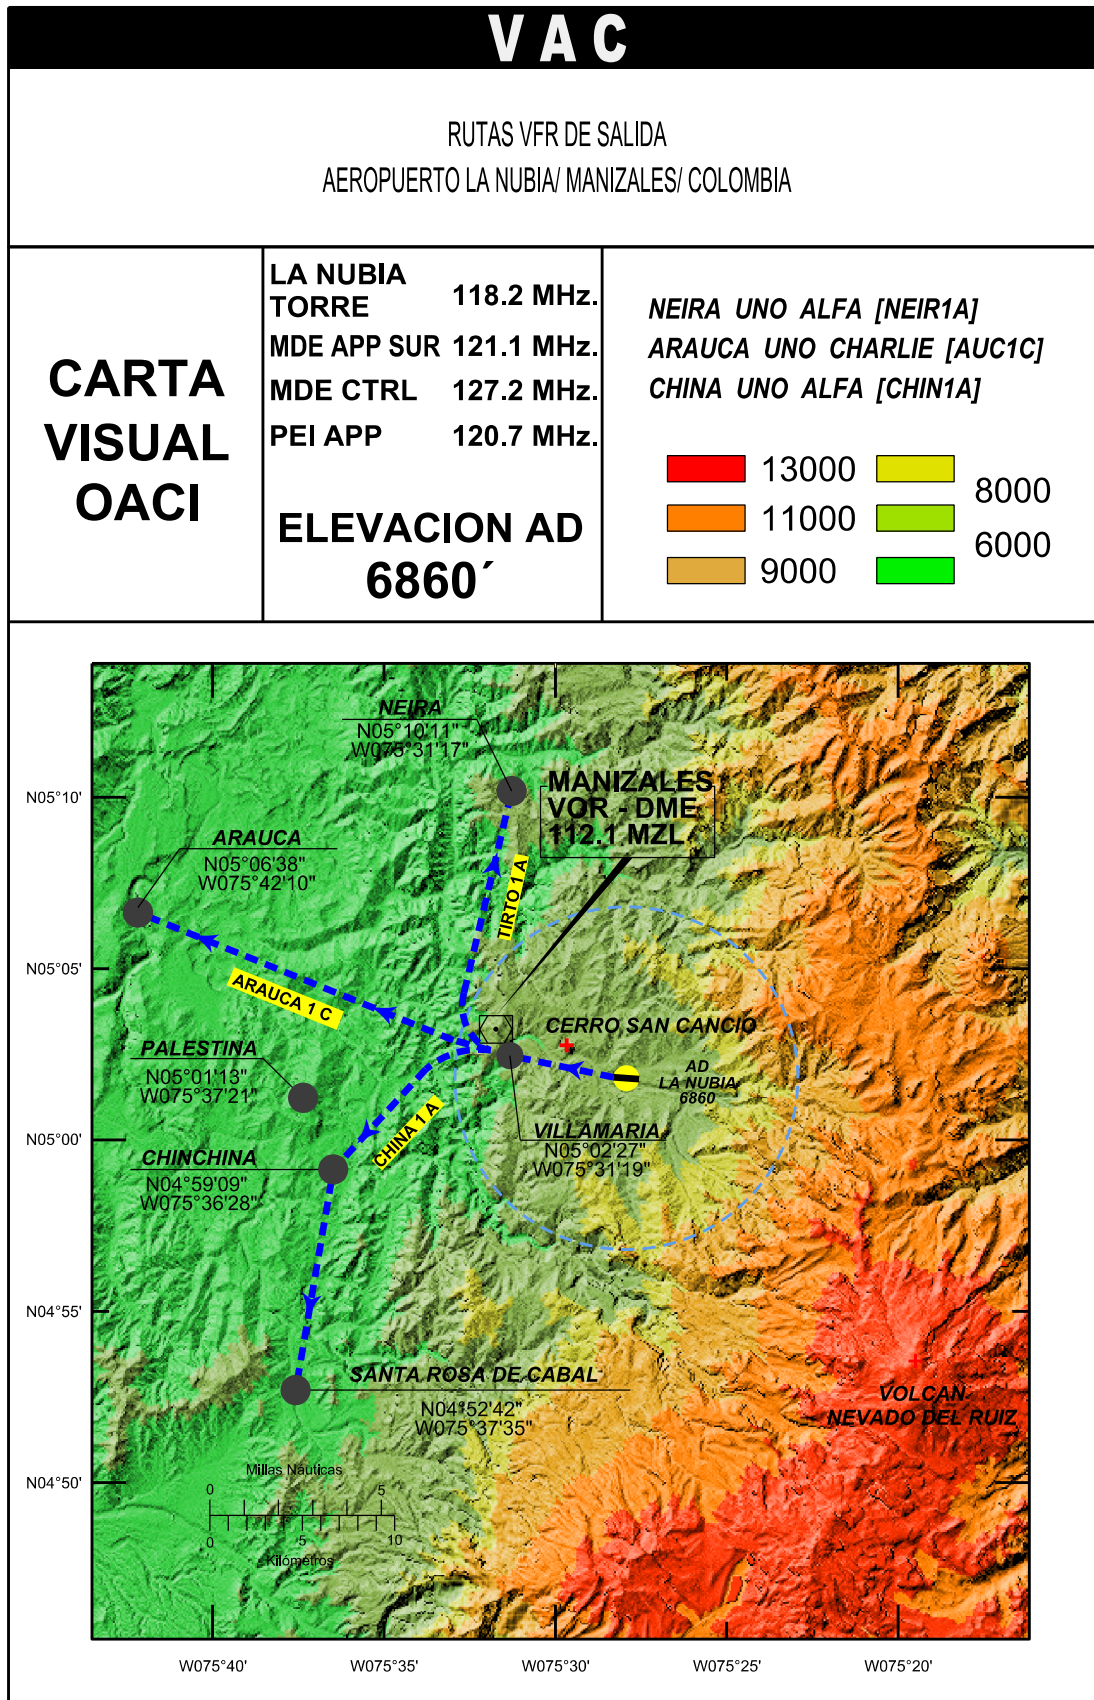 VAC
RUTAS VFR DE SALIDA
AEROPUERTO LA NUBIA/ MANIZALES/ COLOMBIA
CARTA
VISUAL
OACI
LA NUBIA
TORRE 118.2 MHz.
MDE APP SUR 121.1 MHz.
MDE CTRL 127.2 MHz.
PEI APP 120.7 MHz.
ELEVACION AD
6860´
NEIRA UNO ALFA [NEIR1A]
ARAUCA UNO CHARLIE [AUC1C]
CHINA UNO ALFA [CHIN1A]
13000
11000
9000
8000
6000
NEIRA
N05°10'11"
W075°31'17"
MANIZALES
VOR - DME
112.1 MZL
N05°10'
ARAUCA
N05°06'38"
W075°42'10"
TIRTO 1 A
N05°05'
ARAUCA 1 C
CERRO SAN CANCIO
PALESTINA
N05°01'13"
W075°37'21"
AD
LA NUBIA
6860
CHINA 1 A
VILLAMARIA
N05°02'27"
W075°31'19"
N05°00'
CHINCHINA
N04°59'09"
W075°36'28"
N04°55'
SANTA ROSA DE CABAL
N04°52'42"
W075°37'35"
VOLCAN
NEVADO DEL RUIZ
N04°50'
Millas Náuticas
0 5
0 5 10
Kilómetros
W075°40' W075°35' W075°30' W075°25' W075°20'